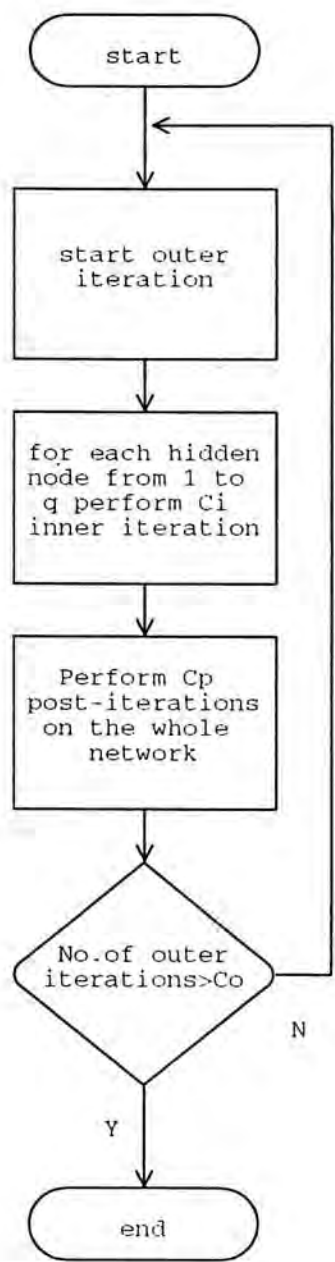 start
start outer
iteration
for each hidden
node from 1 to
q perform Ci
inner iteration
Perform Cp
post-iterations
on the whole
network
No.of outer
iterations>Co
N
Y
end